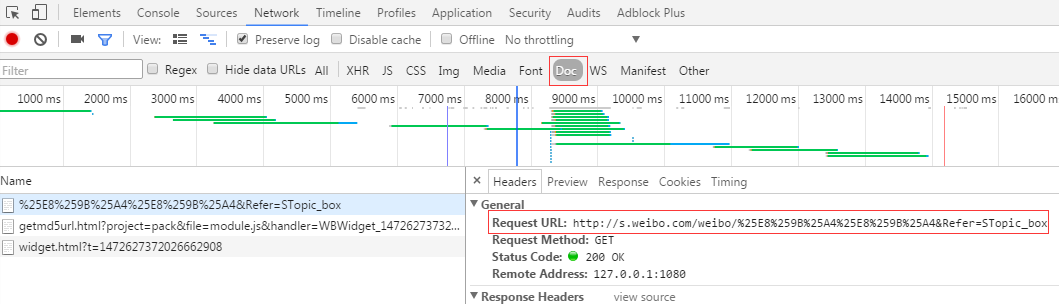 Elements Console Sources Network Timeline Profiles Application Security Audits Adblock Plus
View: Preserve log Disable cache Offline No throttling
Filter Regex Hide data URLs All XHR JS CSS Img Media Font Doc WS Manifest Other
1000 ms 2000 ms 3000 ms 4000 ms 5000 ms 6000 ms 7000 ms 8000 ms 9000 ms 10000 ms 11000 ms 12000 ms 13000 ms 14000 ms 15000 ms 16000 ms
Name
%25E8%259B%25A4%25E8%259B%25A4&Refer=STopic_box
getmd5url.html?project=pack&file=module.js&handler=WBWidget_14726273732...
widget.html?t=1472627372026662908
× Headers Preview Response Cookies Timing
General
Request URL: http://s.weibo.com/weibo/%25E8%259B%25A4%25E8%259B%25A4&Refer=STopic_box
Request Method: GET
Status Code: 200 OK
Remote Address: 127.0.0.1:1080
Response Headers view source